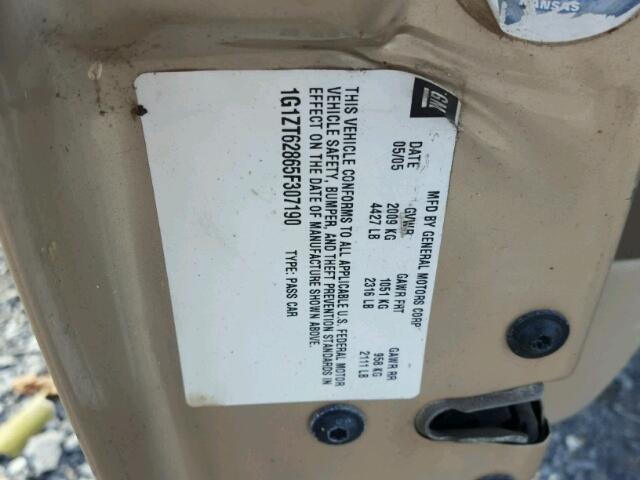 GM
MFD BY GENERAL MOTORS CORP
DATE GVWR GAWR FRT GAWR RR
05/05 2009 KG 1051 KG 958 KG
4427 LB 2316 LB 2111 LB
THIS VEHICLE CONFORMS TO ALL APPLICABLE U.S. FEDERAL MOTOR
VEHICLE SAFETY, BUMPER, AND THEFT PREVENTION STANDARDS IN
EFFECT ON THE DATE OF MANUFACTURE SHOWN ABOVE.
1G1ZT62865F307190 TYPE: PASS CAR
KANSAS